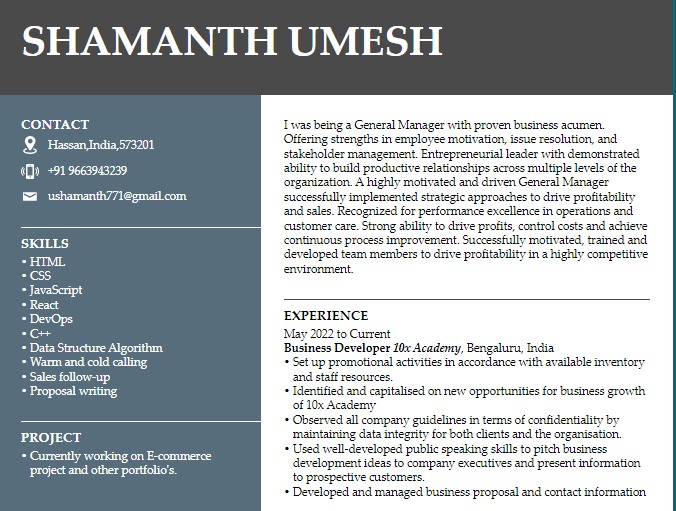 SHAMANTH UMESH
CONTACT
Hassan,India,573201
+91 9663943239
ushamanth771@gmail.com
SKILLS
• HTML
• CSS
• JavaScript
• React
• DevOps
• C++
• Data Structure Algorithm
• Warm and cold calling
• Sales follow-up
• Proposal writing
PROJECT
• Currently working on E-commerce
project and other portfolio's.
I was being a General Manager with proven business acumen.
Offering strengths in employee motivation, issue resolution, and
stakeholder management. Entrepreneurial leader with demonstrated
ability to build productive relationships across multiple levels of the
organization. A highly motivated and driven General Manager
successfully implemented strategic approaches to drive profitability
and sales. Recognized for performance excellence in operations and
customer care. Strong ability to drive profits, control costs and achieve
continuous process improvement. Successfully motivated, trained and
developed team members to drive profitability in a highly competitive
environment.
EXPERIENCE
May 2022 to Current
Business Developer 10x Academy, Bengaluru, India
• Set up promotional activities in accordance with available inventory
and staff resources.
• Identified and capitalised on new opportunities for business growth
of 10x Academy
• Observed all company guidelines in terms of confidentiality by
maintaining data integrity for both clients and the organisation.
• Used well-developed public speaking skills to pitch business
development ideas to company executives and present information
to prospective customers.
• Developed and managed business proposal and contact information